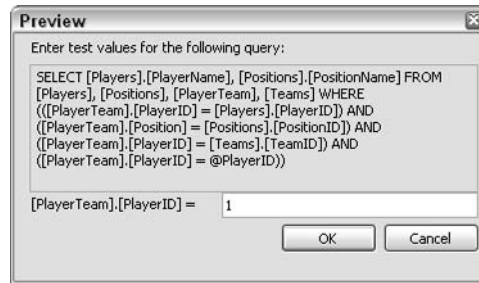 Preview
Enter test values for the following query:
SELECT [Players].[PlayerName], [Positions].[PositionName] FROM
[Players], [Positions], [PlayerTeam], [Teams] WHERE
((([PlayerTeam].[PlayerID] = [Players].[PlayerID]) AND
([PlayerTeam].[Position] = [Positions].[PositionID]) AND
([PlayerTeam].[PlayerID] = [Teams].[TeamID]) AND
([PlayerTeam].[PlayerID] = @PlayerID))
[PlayerTeam].[PlayerID] = 1
OK Cancel